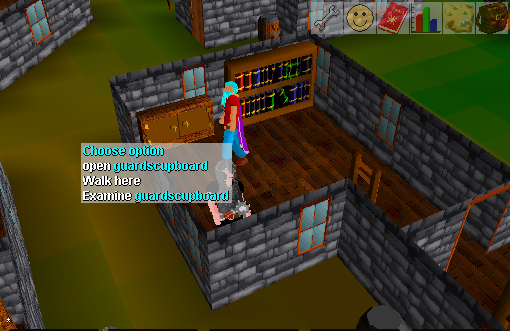 Choose option
open guardscupboard
Walk here
Examine guardscupboard
*